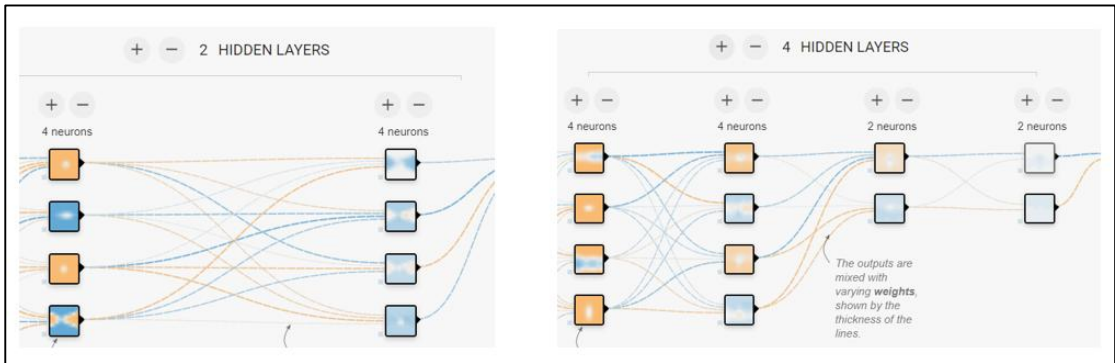 + − 2 HIDDEN LAYERS
+ −
4 neurons
+ −
4 neurons
+ − 4 HIDDEN LAYERS
+ −
4 neurons
+ −
4 neurons
+ −
2 neurons
+ −
2 neurons
The outputs are
mixed with
varying weights,
shown by the
thickness of the
lines.